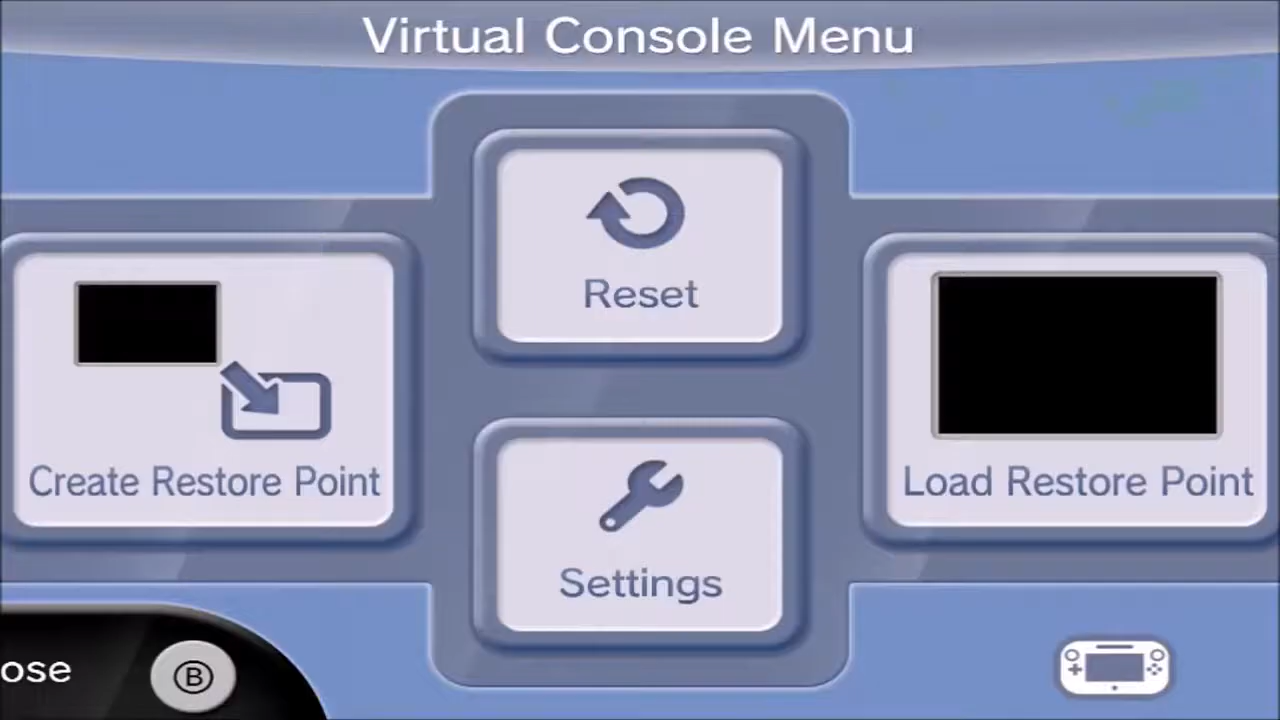 Virtual Console Menu
Reset
Create Restore Point
Load Restore Point
Settings
ose
B